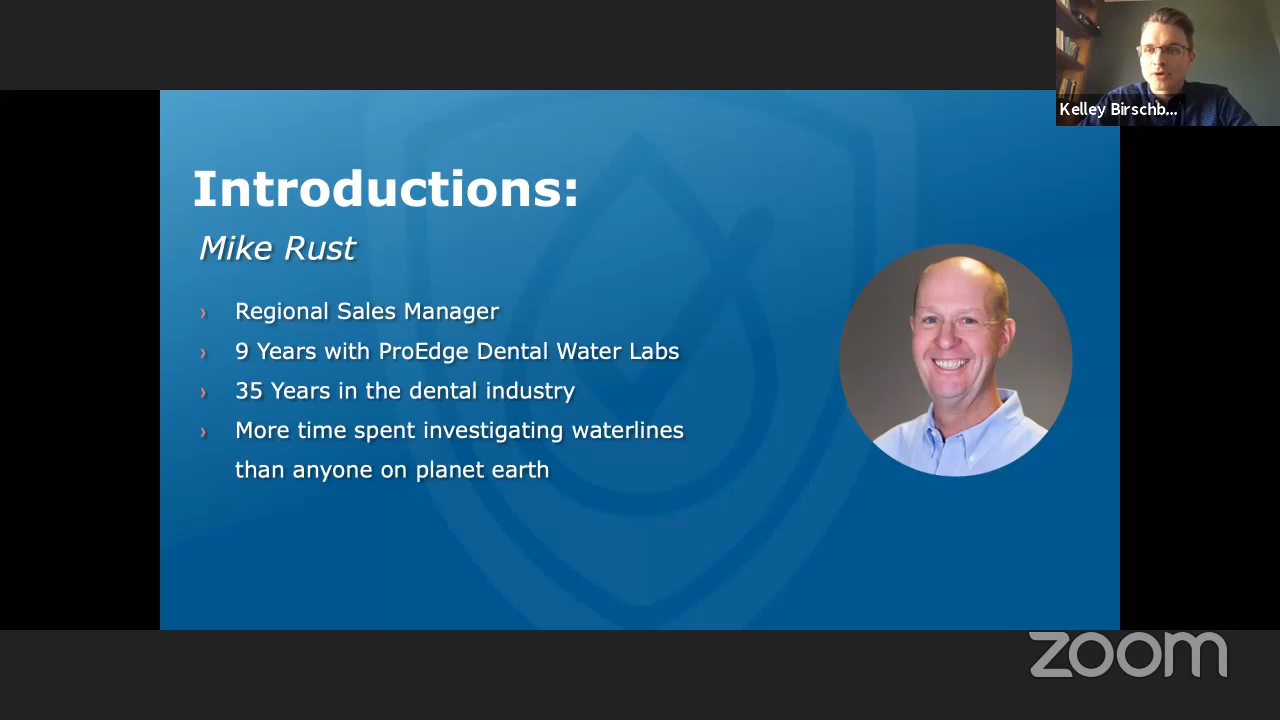 Kelley Birschb...
Introductions:
Mike Rust
› Regional Sales Manager
› 9 Years with ProEdge Dental Water Labs
› 35 Years in the dental industry
› More time spent investigating waterlines
than anyone on planet earth
zoom